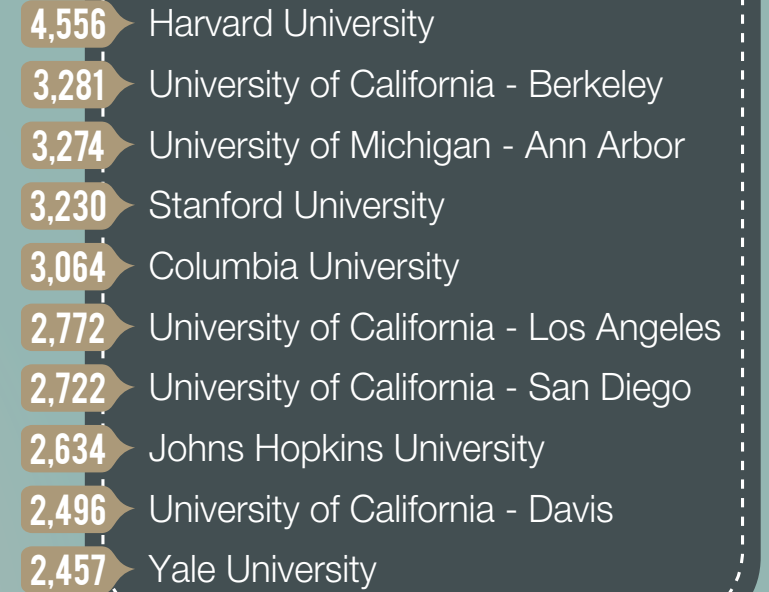 4,556 Harvard University
3,281 University of California - Berkeley
3,274 University of Michigan - Ann Arbor
3,230 Stanford University
3,064 Columbia University
2,772 University of California - Los Angeles
2,722 University of California - San Diego
2,634 Johns Hopkins University
2,496 University of California - Davis
2,457 Yale University